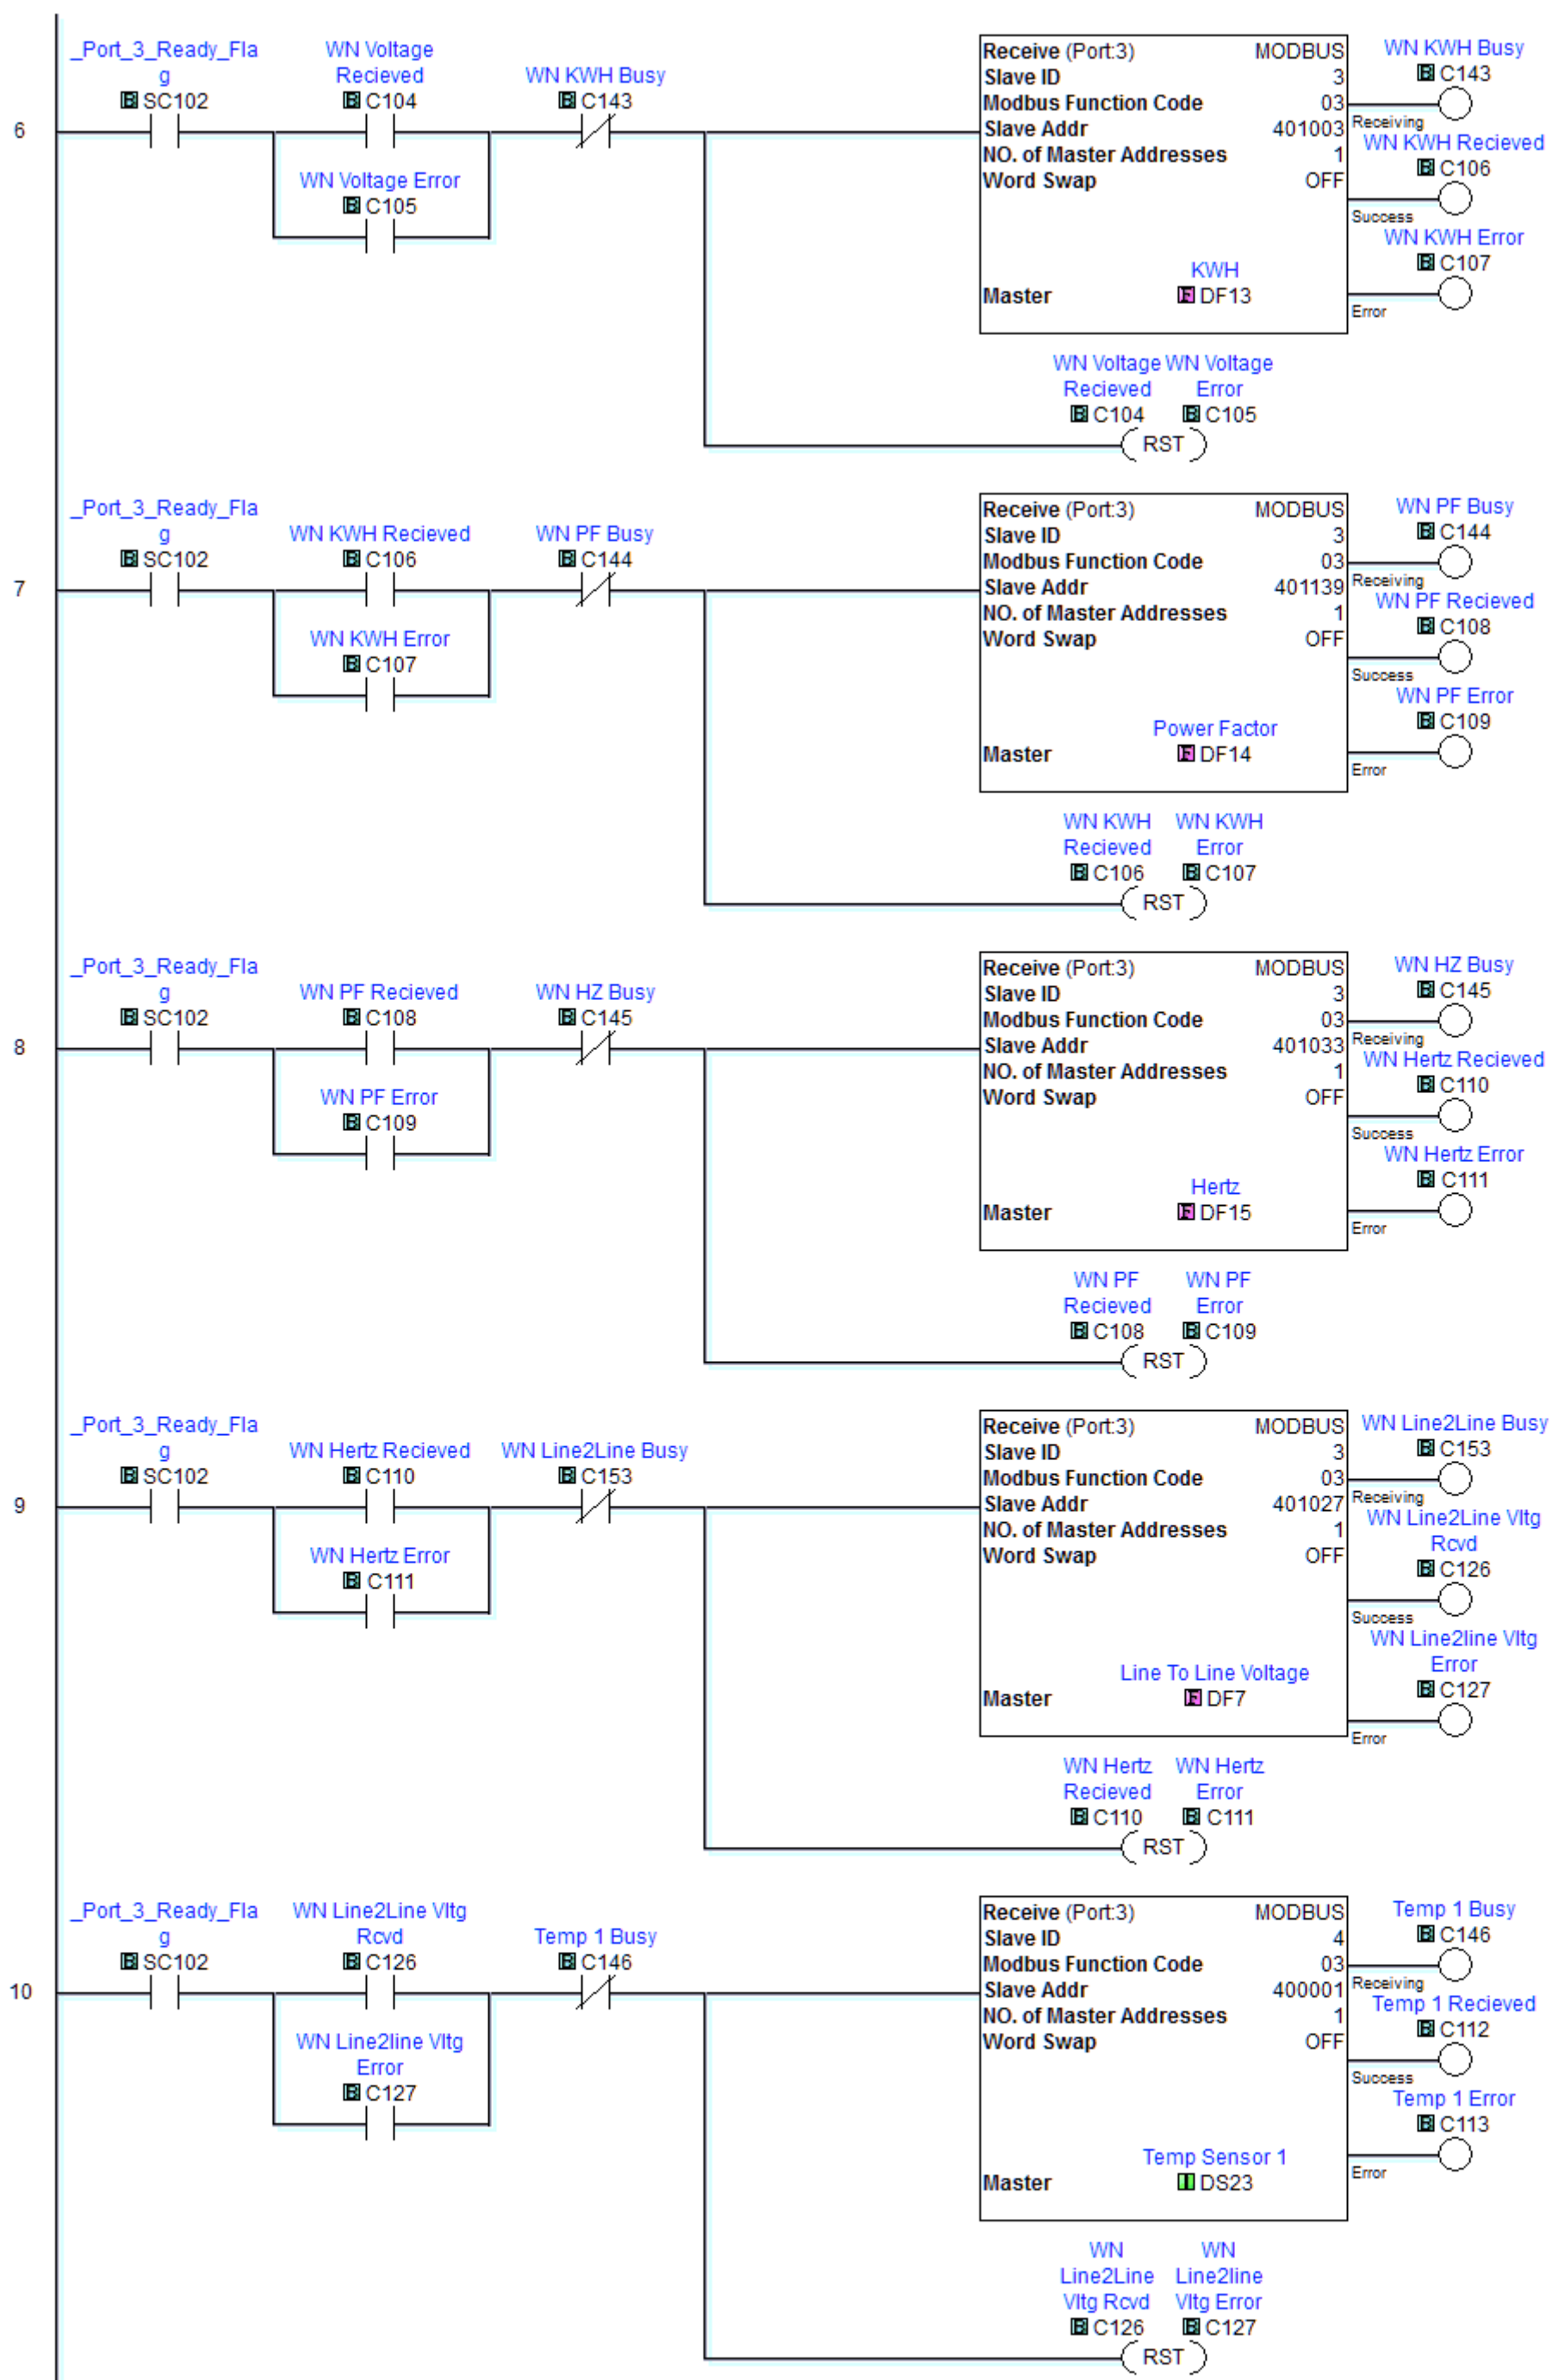 _Port_3_Ready_Fla
g
SC102
WN Voltage
Recieved
C104
WN KWH Busy
C143
6
WN Voltage Error
C105
Receive (Port:3) MODBUS
Slave ID 3
Modbus Function Code 03
Slave Addr 401003
NO. of Master Addresses 1
Word Swap OFF
KWH
Master DF13
WN KWH Busy
C143
Receiving
WN KWH Recieved
C106
Success
WN KWH Error
C107
Error
WN Voltage WN Voltage
Recieved Error
C104 C105
RST
_Port_3_Ready_Fla
g
SC102
WN KWH Recieved
C106
WN PF Busy
C144
7
WN KWH Error
C107
Receive (Port:3) MODBUS
Slave ID 3
Modbus Function Code 03
Slave Addr 401139
NO. of Master Addresses 1
Word Swap OFF
Power Factor
Master DF14
WN PF Busy
C144
Receiving
WN PF Recieved
C108
Success
WN PF Error
C109
Error
WN KWH WN KWH
Recieved Error
C106 C107
RST
_Port_3_Ready_Fla
g
SC102
WN PF Recieved
C108
WN HZ Busy
C145
8
WN PF Error
C109
Receive (Port:3) MODBUS
Slave ID 3
Modbus Function Code 03
Slave Addr 401033
NO. of Master Addresses 1
Word Swap OFF
Hertz
Master DF15
WN HZ Busy
C145
Receiving
WN Hertz Recieved
C110
Success
WN Hertz Error
C111
Error
WN PF WN PF
Recieved Error
C108 C109
RST
_Port_3_Ready_Fla
g
SC102
WN Hertz Recieved
C110
WN Line2Line Busy
C153
9
WN Hertz Error
C111
Receive (Port:3) MODBUS
Slave ID 3
Modbus Function Code 03
Slave Addr 401027
NO. of Master Addresses 1
Word Swap OFF
Line To Line Voltage
Master DF7
WN Line2Line Busy
C153
Receiving
WN Line2Line Vltg
Rcvd
C126
Success
WN Line2line Vltg
Error
C127
Error
WN Hertz WN Hertz
Recieved Error
C110 C111
RST
_Port_3_Ready_Fla
g
SC102
WN Line2Line Vltg
Rcvd
C126
Temp 1 Busy
C146
10
WN Line2line Vltg
Error
C127
Receive (Port:3) MODBUS
Slave ID 4
Modbus Function Code 03
Slave Addr 400001
NO. of Master Addresses 1
Word Swap OFF
Temp Sensor 1
Master DS23
Temp 1 Busy
C146
Receiving
Temp 1 Recieved
C112
Success
Temp 1 Error
C113
Error
WN WN
Line2Line Line2line
Vltg Rcvd Vltg Error
C126 C127
RST